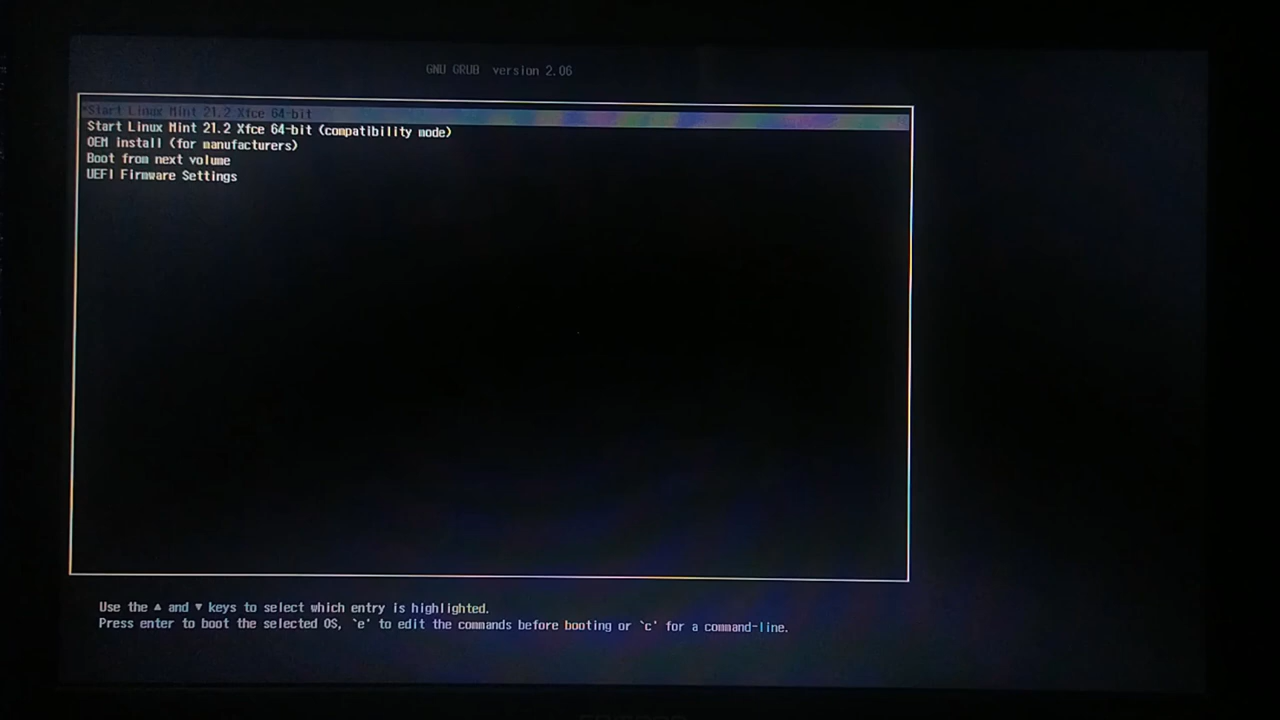 GNU GRUB version 2.06
*Start Linux Mint 21.2 Xfce 64-bit
Start Linux Mint 21.2 Xfce 64-bit (compatibility mode)
OEM install (for manufacturers)
Boot from next volume
UEFI Firmware Settings
Use the ▲ and ▼ keys to select which entry is highlighted.
Press enter to boot the selected OS, `e' to edit the commands before booting or `c' for a command-line.